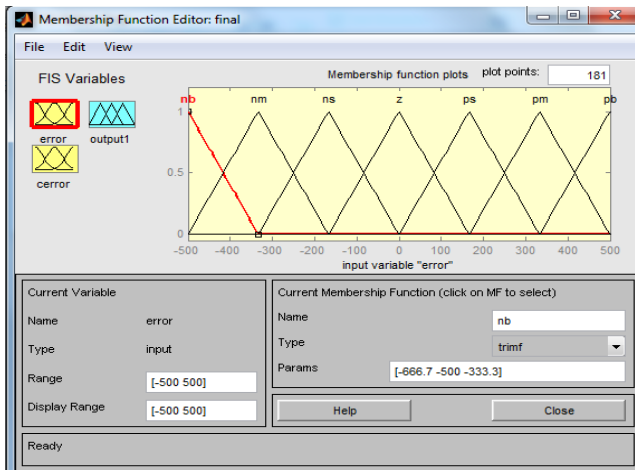 Membership Function Editor: final
File Edit View
FIS Variables
error
output1
cerror
Membership function plots plot points: 181
nb nm ns z ps pm pb
1
0.5
0
-500 -400 -300 -200 -100 0 100 200 300 400 500
input variable "error"
Current Variable
Name error
Type input
Range [-500 500]
Display Range [-500 500]
Current Membership Function (click on MF to select)
Name nb
Type trimf
Params [-666.7 -500 -333.3]
Help Close
Ready